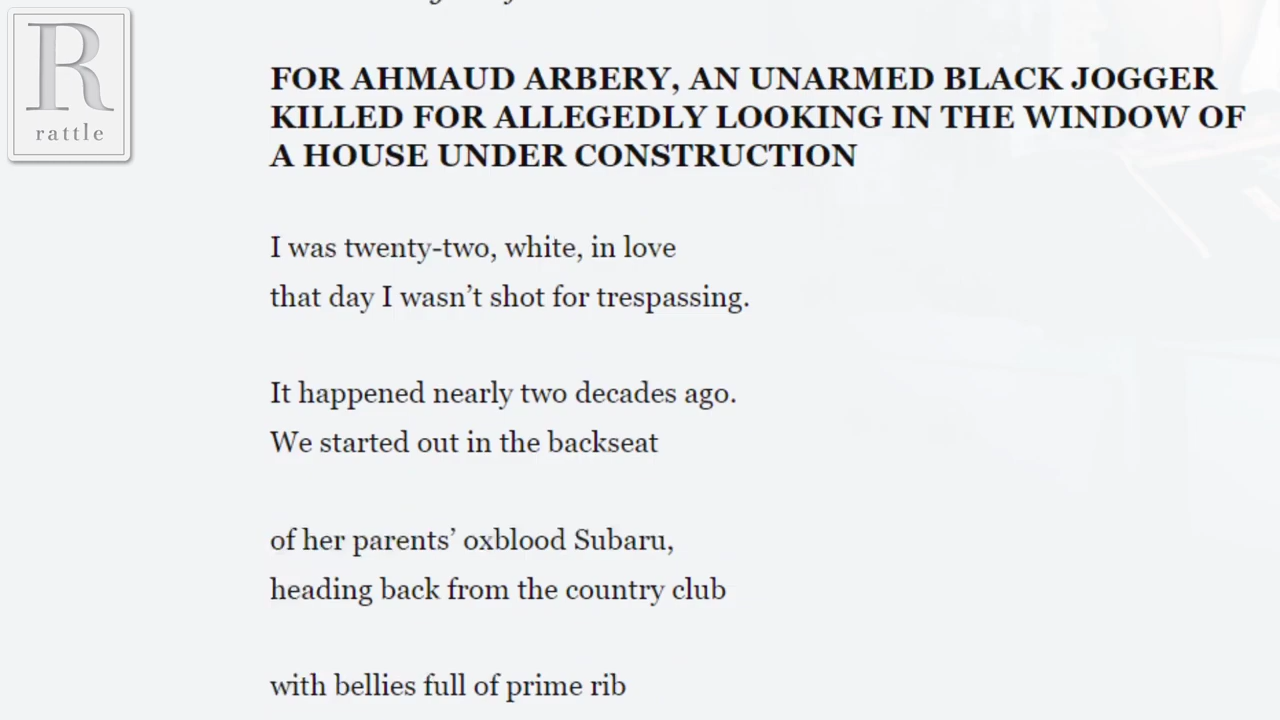 R
rattle
FOR AHMAUD ARBERY, AN UNARMED BLACK JOGGER
KILLED FOR ALLEGEDLY LOOKING IN THE WINDOW OF
A HOUSE UNDER CONSTRUCTION
I was twenty-two, white, in love
that day I wasn’t shot for trespassing.
It happened nearly two decades ago.
We started out in the backseat
of her parents’ oxblood Subaru,
heading back from the country club
with bellies full of prime rib